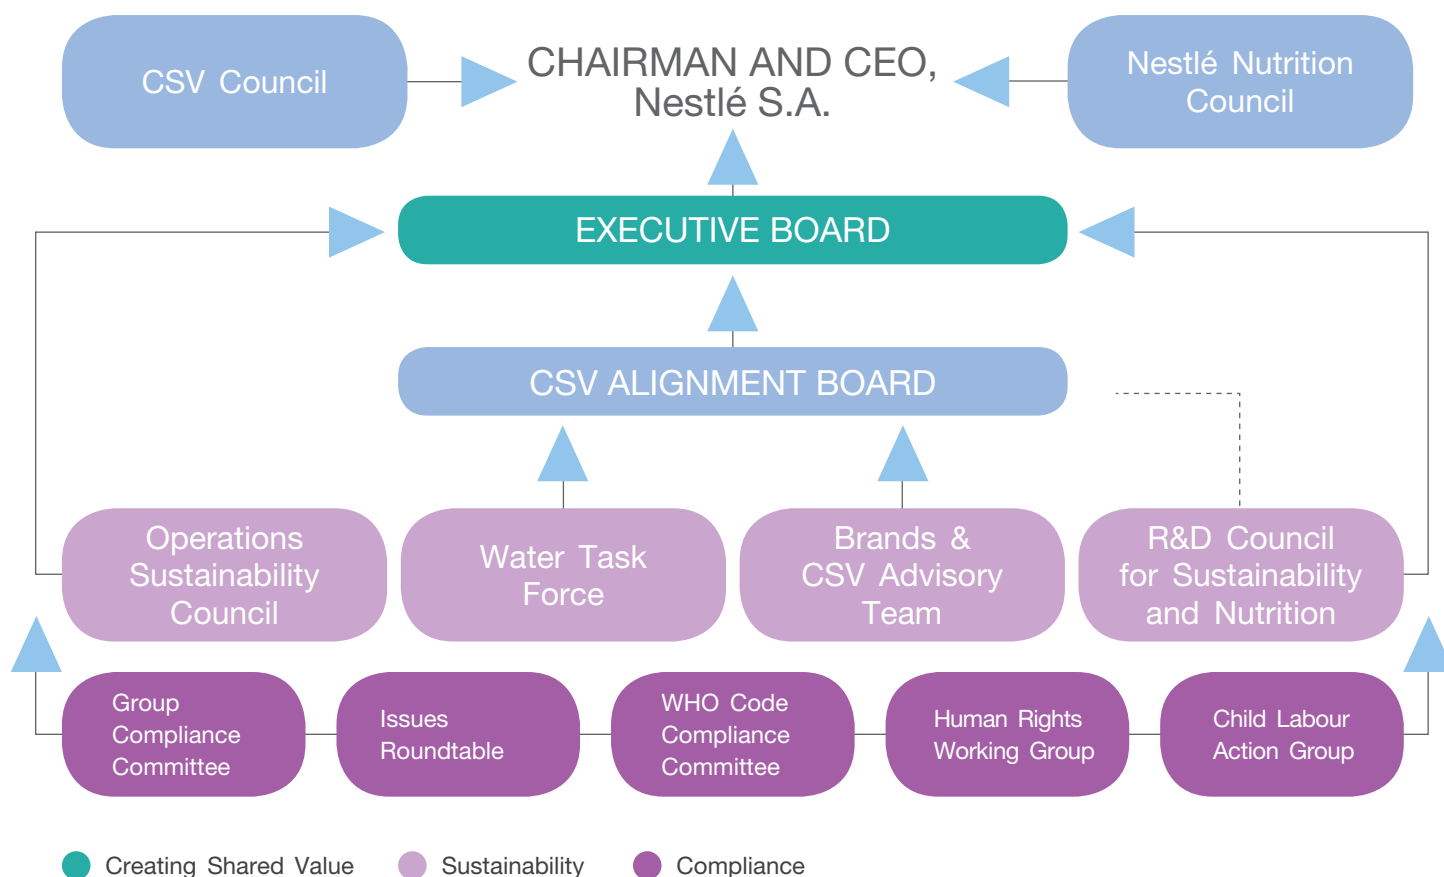 CSV Council
CHAIRMAN AND CEO,
Nestlé S.A.
Nestlé Nutrition
Council
EXECUTIVE BOARD
CSV ALIGNMENT BOARD
Operations
Sustainability
Council
Water Task
Force
Brands &
CSV Advisory
Team
R&D Council
for Sustainability
and Nutrition
Group
Compliance
Committee
Issues
Roundtable
WHO Code
Compliance
Committee
Human Rights
Working Group
Child Labour
Action Group
Creating Shared Value
Sustainability
Compliance